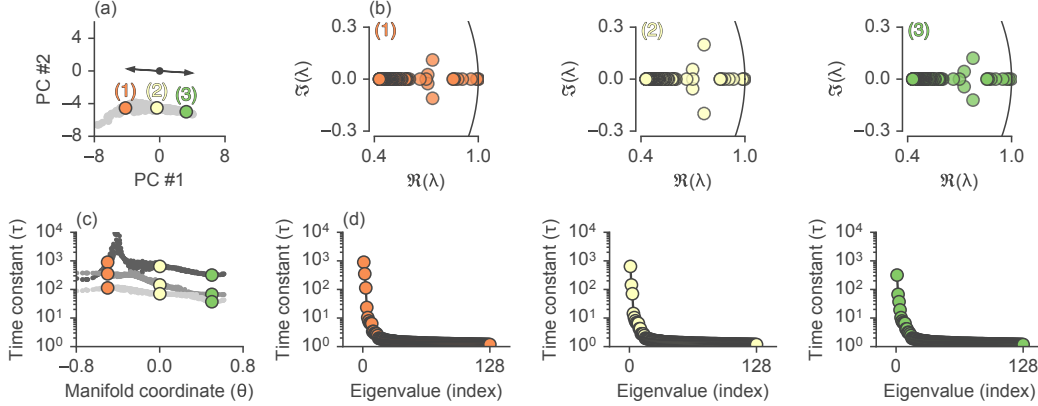 (a)
PC #2
4
0
−4
−8
−8
0
8
PC #1
(1)
(2)
(3)
(b)
(1)
ℑ(λ)
0.3
0.0
−0.3
0.4
1.0
ℜ(λ)
(2)
ℑ(λ)
0.3
0.0
−0.3
0.4
1.0
ℜ(λ)
(3)
ℑ(λ)
0.3
0.0
−0.3
0.4
1.0
ℜ(λ)
(c)
Time constant (τ)
10⁴
10³
10²
10¹
10⁰
−0.8
0.0
0.8
Manifold coordinate (θ)
(d)
Time constant (τ)
10⁴
10³
10²
10¹
10⁰
0
128
Eigenvalue (index)
Time constant (τ)
10⁴
10³
10²
10¹
10⁰
0
128
Eigenvalue (index)
Time constant (τ)
10⁴
10³
10²
10¹
10⁰
0
128
Eigenvalue (index)